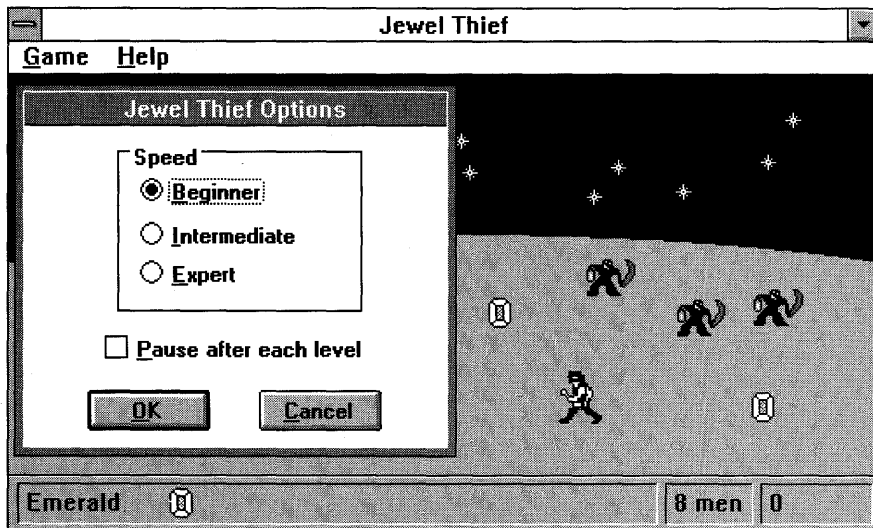 Jewel Thief
Game Help
Jewel Thief Options
Speed
Beginner
Intermediate
Expert
Pause after each level
OK
Cancel
Emerald
8 men
0